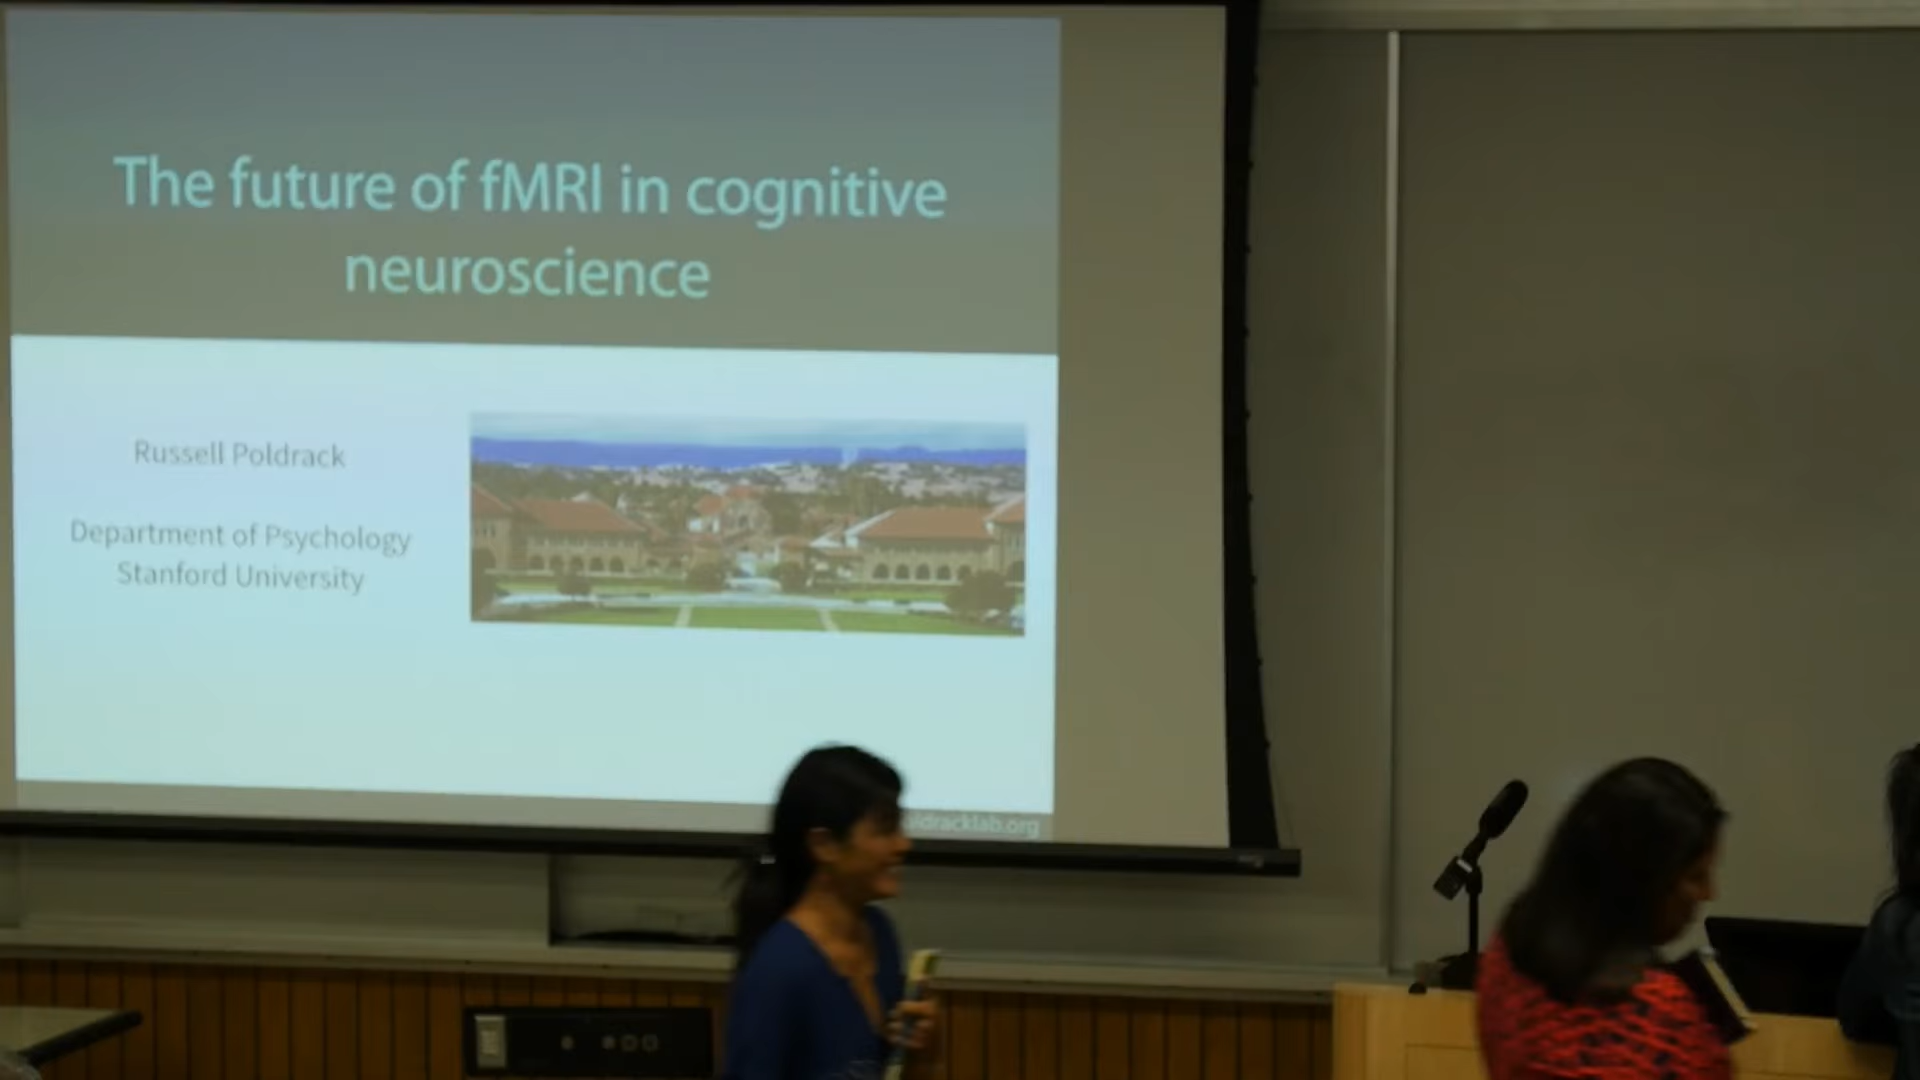 The future of fMRI in cognitive
neuroscience
Russell Poldrack
Department of Psychology
Stanford University